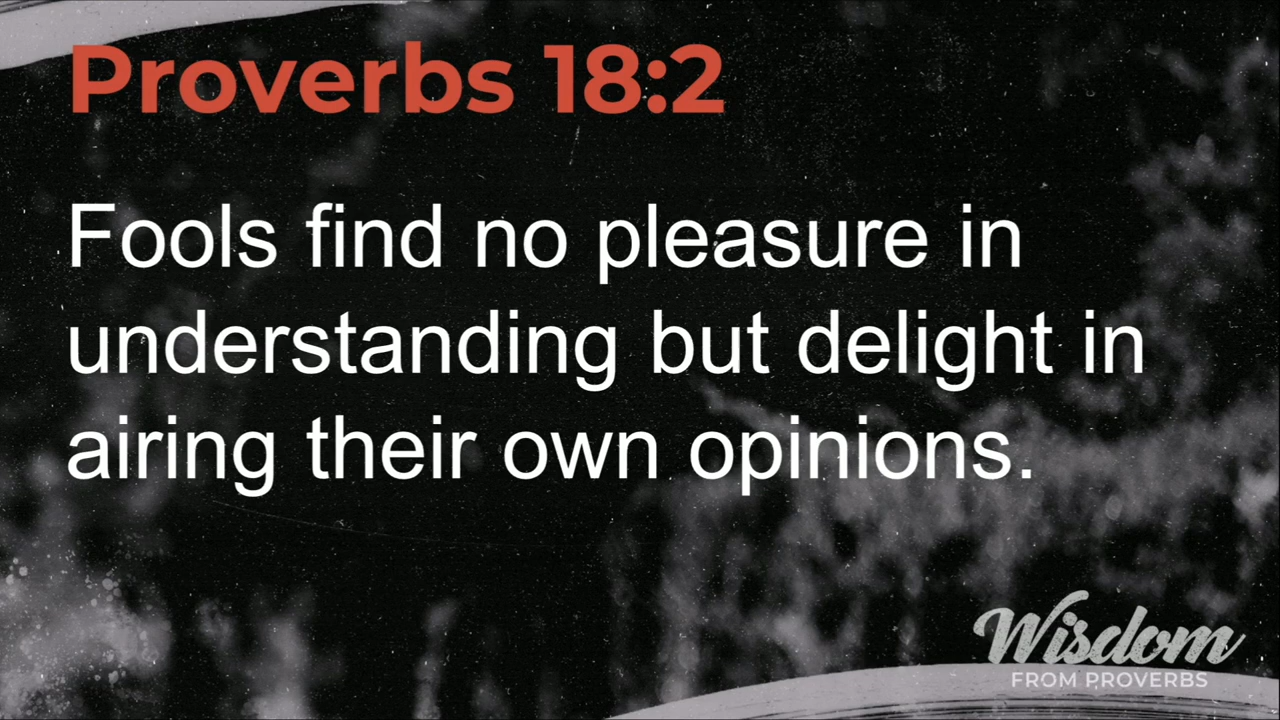 Proverbs 18:2
Fools find no pleasure in
understanding but delight in
airing their own opinions.
Wisdom
FROM PROVERBS